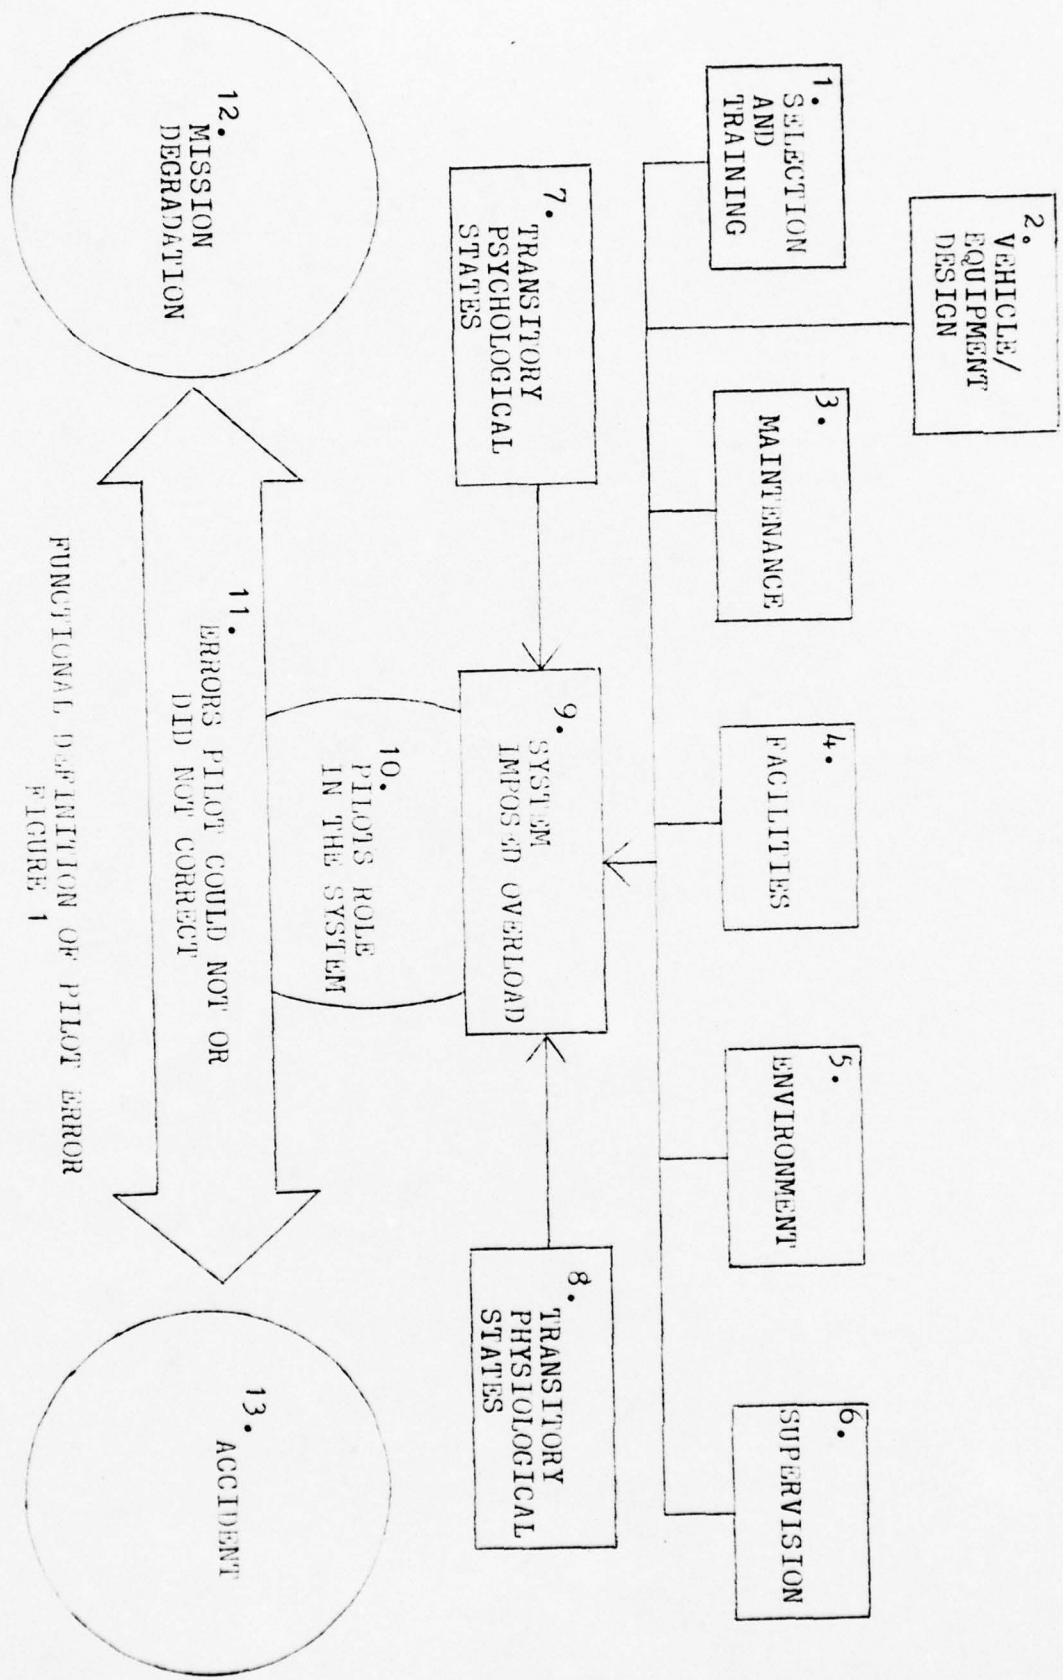 1.
SELECTION
AND
TRAINING
2.
VEHICLE/
EQUIPMENT
DESIGN
3.
MAINTENANCE
4.
FACILITIES
5.
ENVIRONMENT
6.
SUPERVISION
7.
TRANSITORY
PSYCHOLOGICAL
STATES
8.
TRANSITORY
PHYSIOLOGICAL
STATES
9.
SYSTEM
IMPOSED OVERLOAD
10.
PILOTS ROLE
IN THE SYSTEM
11.
ERRORS PILOT COULD NOT OR
DID NOT CORRECT
12.
MISSION
DEGRADATION
13.
ACCIDENT
FUNCTIONAL DEFINITION OF PILOT ERROR
FIGURE 1